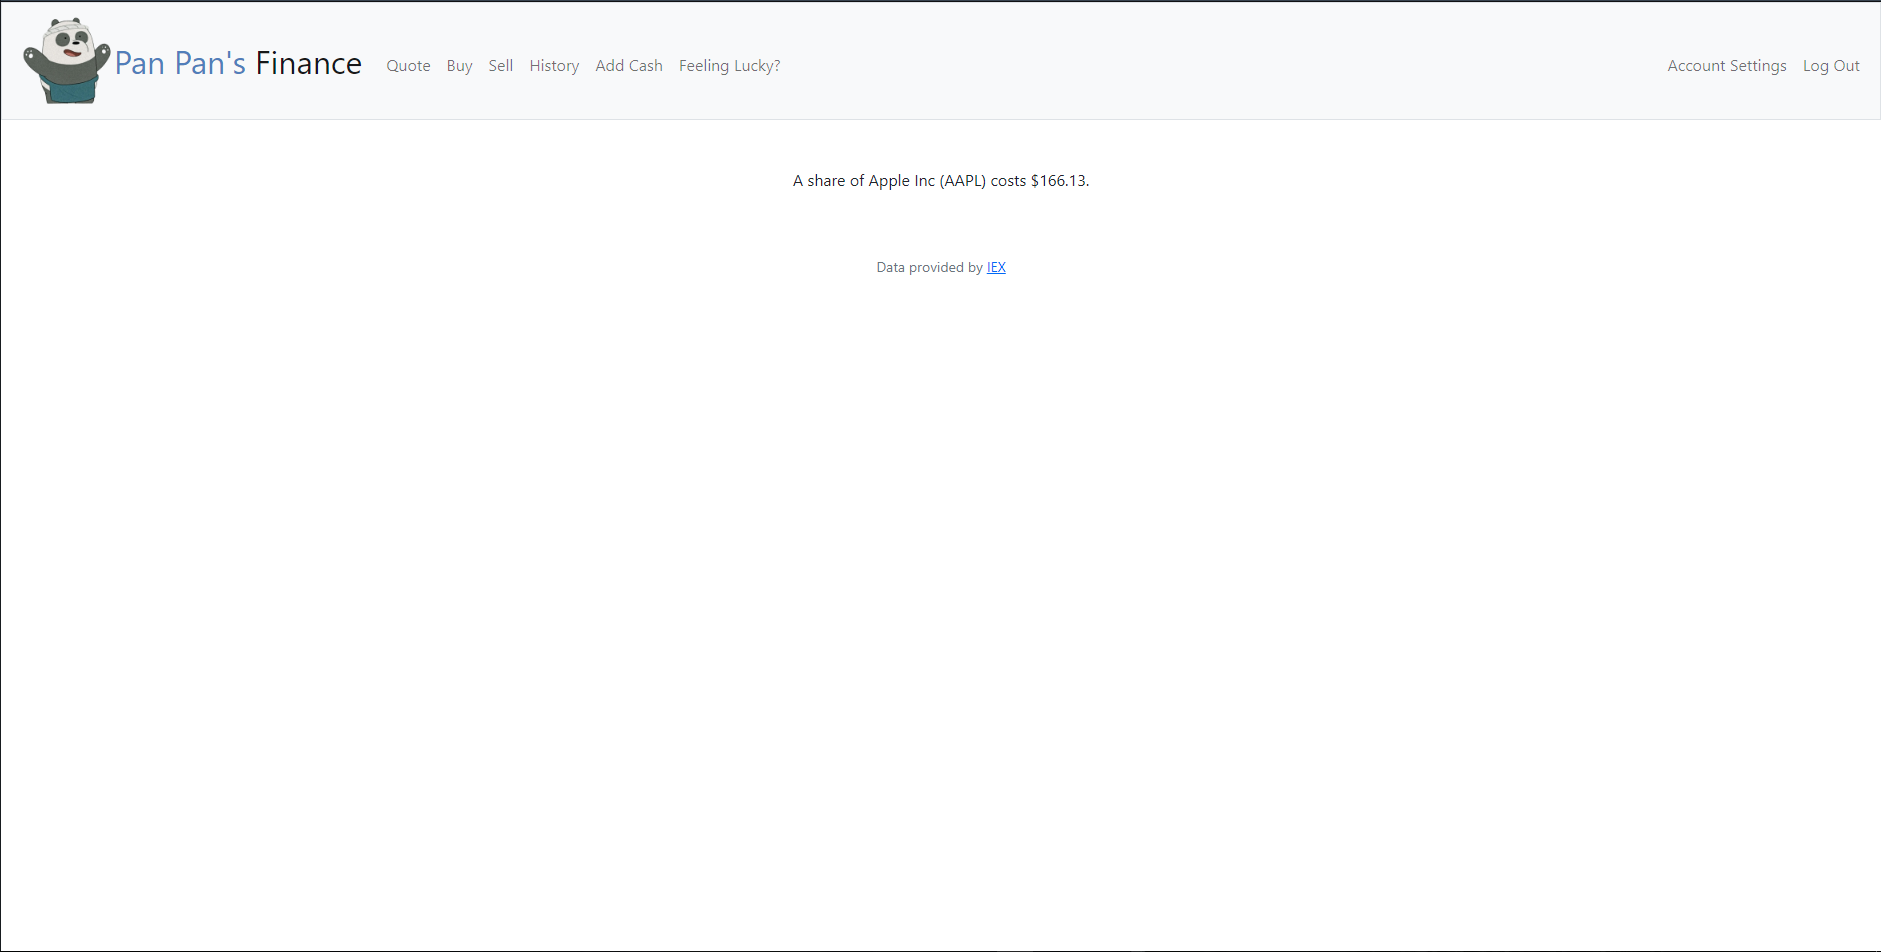 Pan Pan's Finance Quote Buy Sell History Add Cash Feeling Lucky? Account Settings Log Out
A share of Apple Inc (AAPL) costs $166.13.
Data provided by IEX